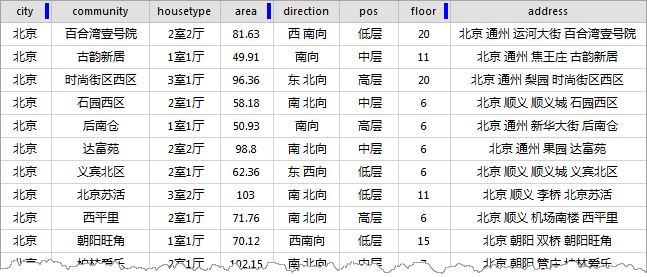 city community housetype area direction pos floor address
北京 百合湾壹号院 2室2厅 81.63 西 南向 低层 20 北京 通州 运河大街 百合湾壹号院
北京 古韵新居 1室1厅 49.91 南向 中层 11 北京 通州 焦王庄 古韵新居
北京 时尚街区西区 3室1厅 96.36 东 北向 高层 20 北京 通州 梨园 时尚街区西区
北京 石园西区 2室1厅 58.18 南 北向 中层 6 北京 顺义 顺义城 石园西区
北京 后南仓 1室1厅 50.93 南向 高层 6 北京 通州 新华大街 后南仓
北京 达富苑 2室2厅 98.8 南 北向 中层 6 北京 通州 果园 达富苑
北京 义宾北区 2室1厅 62.36 东 西向 低层 6 北京 顺义 顺义城 义宾北区
北京 北京苏活 3室2厅 103 南 北向 低层 11 北京 顺义 李桥 北京苏活
北京 西平里 2室1厅 71.76 南 北向 高层 6 北京 顺义 机场南楼 西平里
北京 朝阳旺角 1室1厅 70.12 西南向 低层 15 北京 朝阳 双桥 朝阳旺角
北京 柏林爱乐 2室1厅 102.15 北京 朝阳 管庄 柏林爱乐